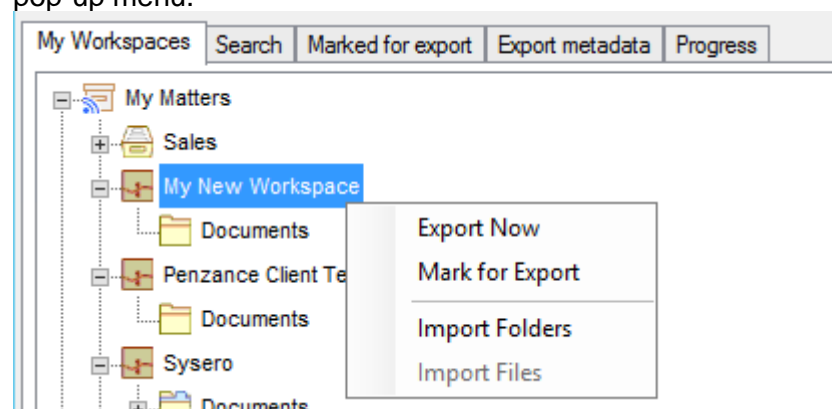 pop-up menu.
My Workspaces Search Marked for export Export metadata Progress
My Matters
Sales
My New Workspace
Documents Export Now
Penzance Client Te Mark for Export
Documents Import Folders
Sysero Import Files
Documents